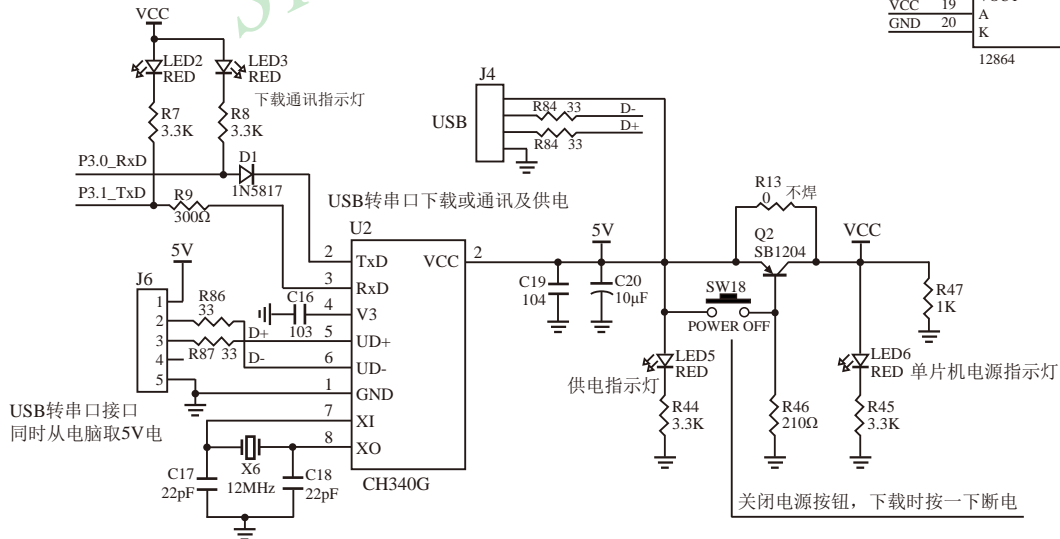 VCC
LED2
RED
LED3
RED
下载通讯指示灯
R7
3.3K
R8
3.3K
P3.0_RxD
D1
1N5817
P3.1_TxD
R9
300Ω
USB转串口下载或通讯及供电
5V
J6
1
2
3
4
5
R86
33
R87 33
D+
D-
C16
103
U2
2
TxD
3
RxD
4
V3
5
UD+
6
UD-
1
GND
7
XI
8
XO
VCC
2
CH340G
USB转串口接口
同时从电脑取5V电
C17
22pF
X6
12MHz
C18
22pF
J4
USB
R84 33
D-
D+
R84 33
5V
C19
104
C20
10μF
SW18
POWER OFF
LED5
RED
供电指示灯
R44
3.3K
R13
0 不焊
Q2
SB1204
VCC
R47
1K
LED6
RED
单片机电源指示灯
R46
210Ω
R45
3.3K
关闭电源按钮，下载时按一下断电
VCC 19
A
GND 20
K
12864